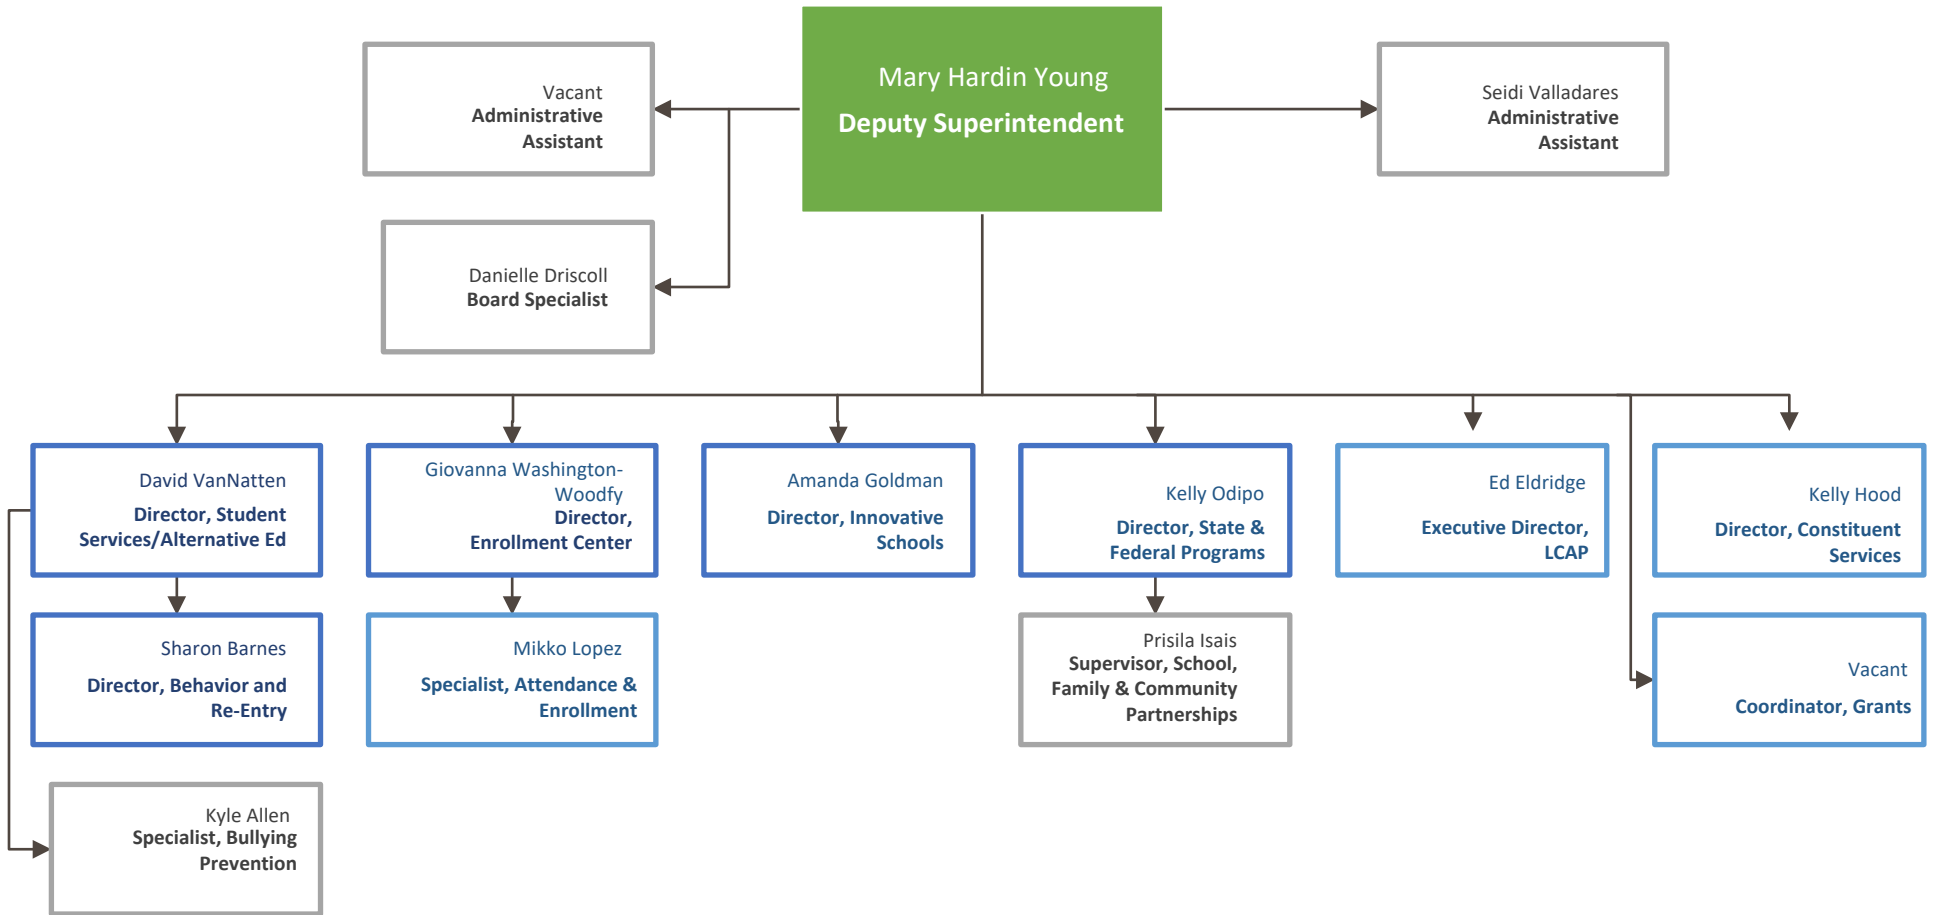 Mary Hardin Young
Deputy Superintendent
Vacant
Administrative
Assistant
Seidi Valladares
Administrative
Assistant
Danielle Driscoll
Board Specialist
David VanNatten
Director, Student
Services/Alternative Ed
Giovanna Washington-
Woodfy
Director,
Enrollment Center
Amanda Goldman
Director, Innovative
Schools
Kelly Odipo
Director, State &
Federal Programs
Ed Eldridge
Executive Director,
LCAP
Kelly Hood
Director, Constituent
Services
Sharon Barnes
Director, Behavior and
Re-Entry
Mikko Lopez
Specialist, Attendance &
Enrollment
Prisila Isais
Supervisor, School,
Family & Community
Partnerships
Vacant
Coordinator, Grants
Kyle Allen
Specialist, Bullying
Prevention